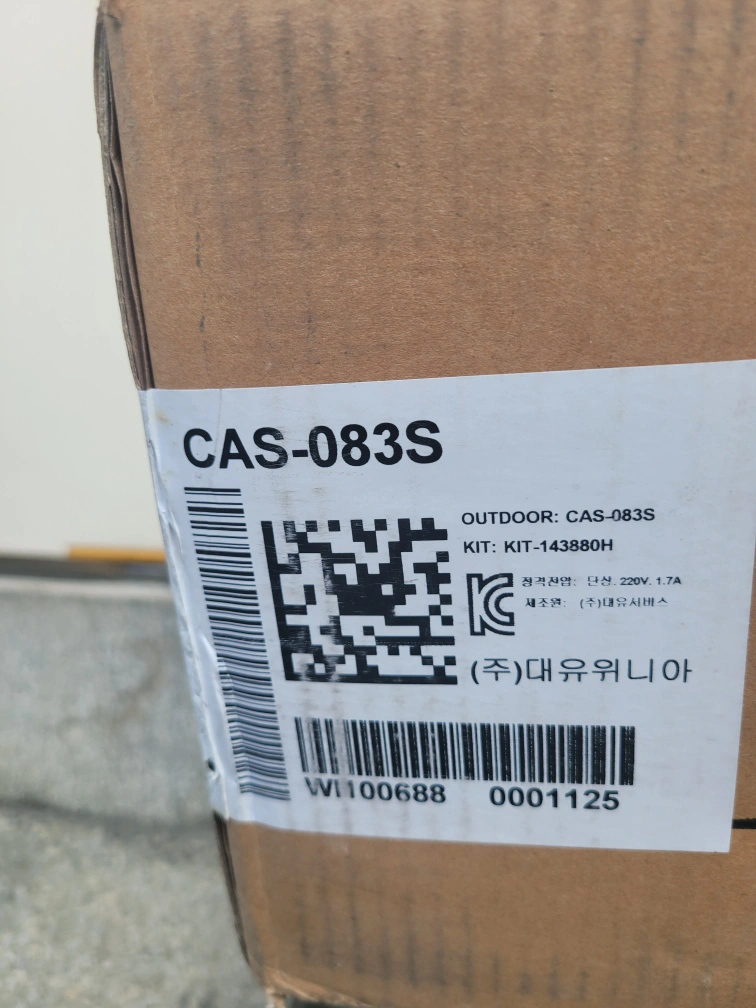 CAS-083S
OUTDOOR: CAS-083S
KIT: KIT-143880H
정격전압: 단상. 220V. 1.7A
제조원: (주)대유서비스
(주)대유위니아
0001125